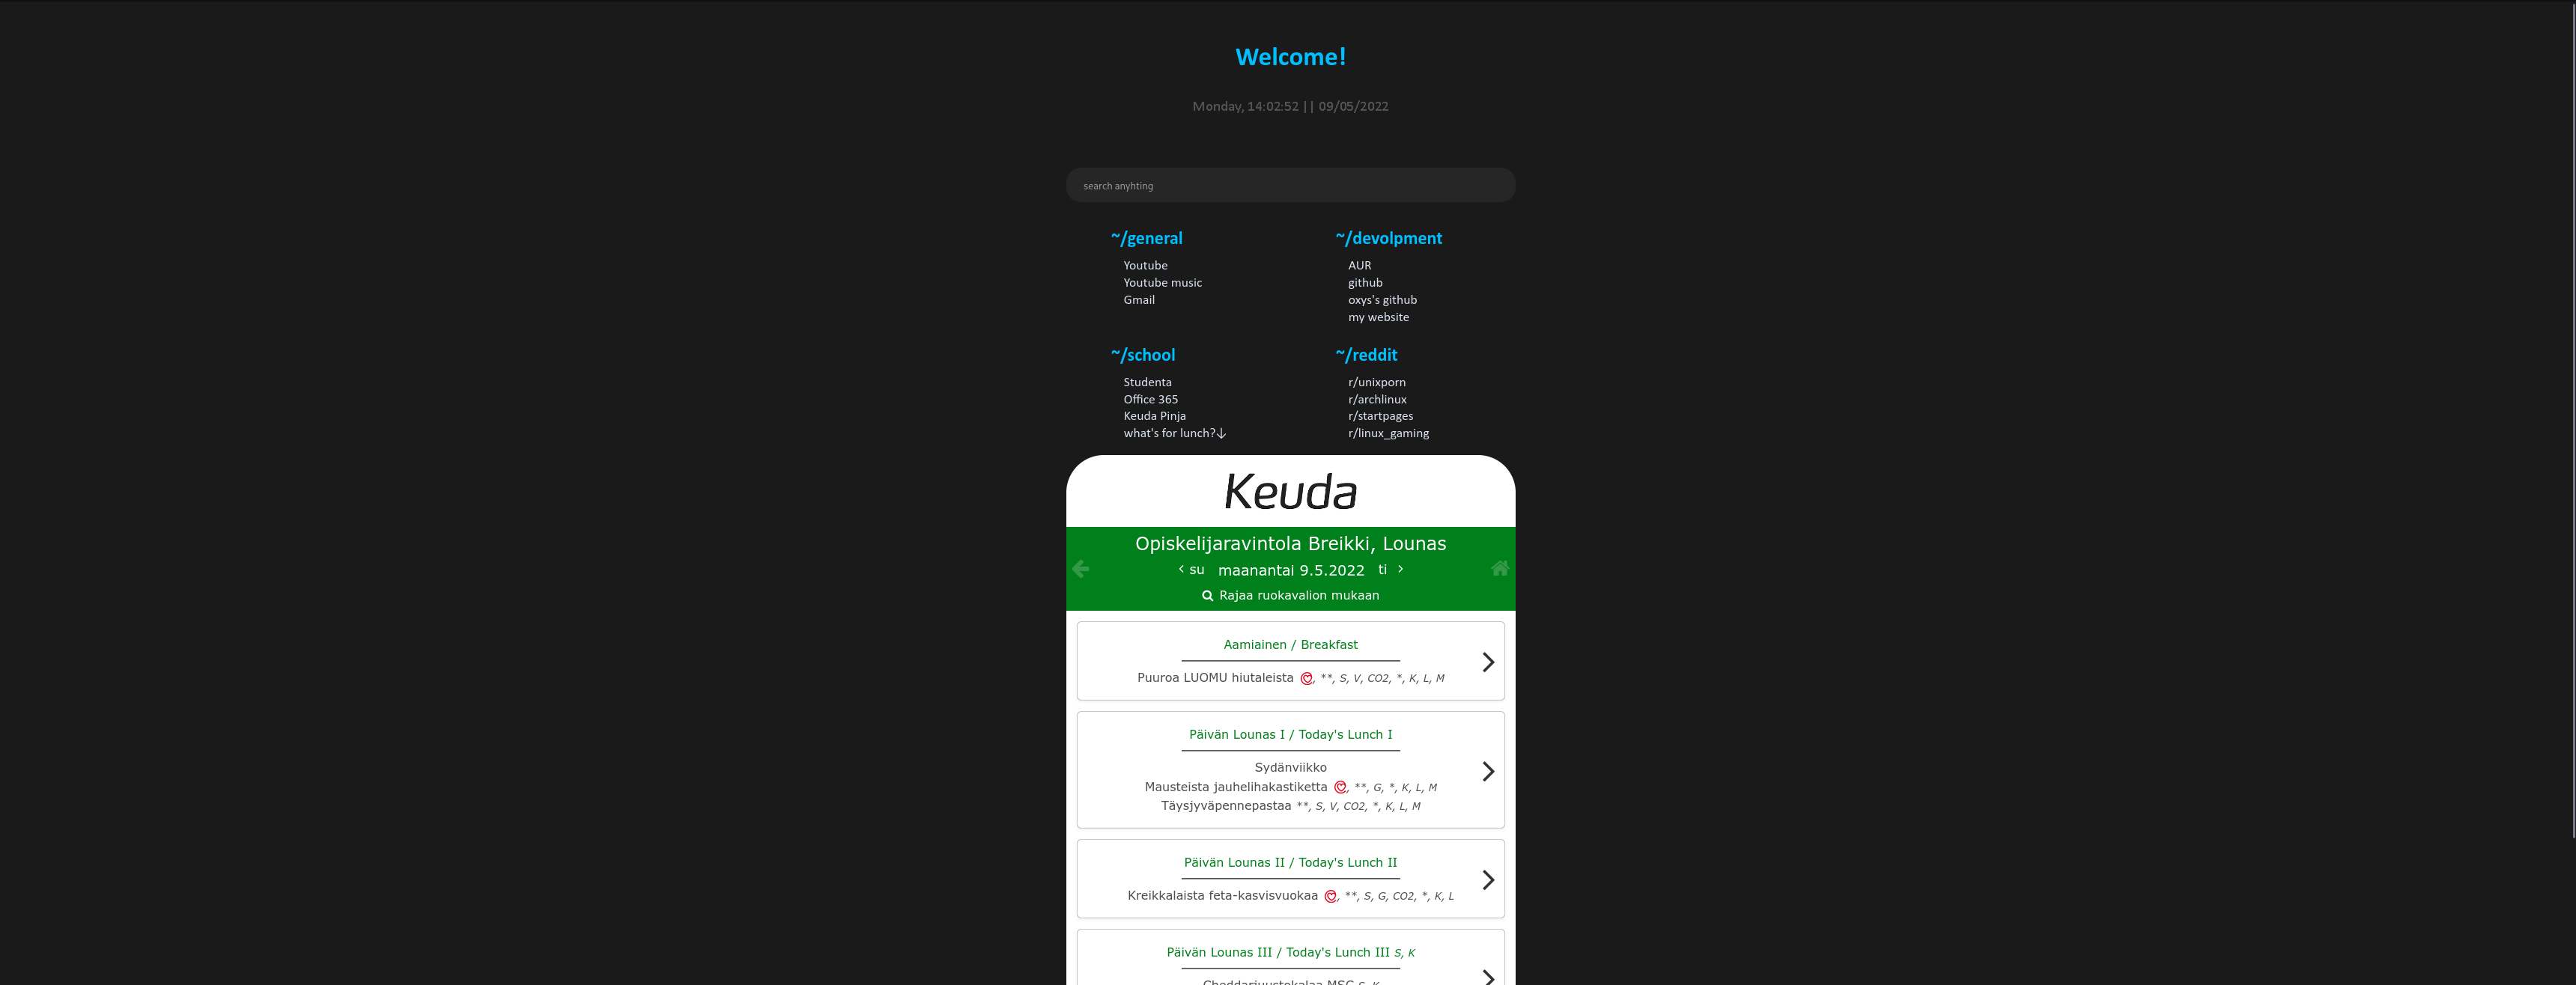 Welcome!
Monday, 14:02:52 || 09/05/2022
search anyhting
~/general
Youtube
Youtube music
Gmail
~/devolpment
AUR
github
oxys's github
my website
~/school
Studenta
Office 365
Keuda Pinja
what's for lunch?↓
~/reddit
r/unixporn
r/archlinux
r/startpages
r/linux_gaming
Keuda
Opiskelijaravintola Breikki, Lounas
su maanantai 9.5.2022 ti
Rajaa ruokavalion mukaan
Aamiainen / Breakfast
Puuroa LUOMU hiutaleista , **, S, V, CO2, *, K, L, M
Päivän Lounas I / Today's Lunch I
Sydänviikko
Mausteista jauhelihakastiketta , **, G, *, K, L, M
Täysjyväpennepastaa **, S, V, CO2, *, K, L, M
Päivän Lounas II / Today's Lunch II
Kreikkalaista feta-kasvisvuokaa , **, S, G, CO2, *, K, L
Päivän Lounas III / Today's Lunch III S, K
Cheddarjuustokalaa MSC S, K